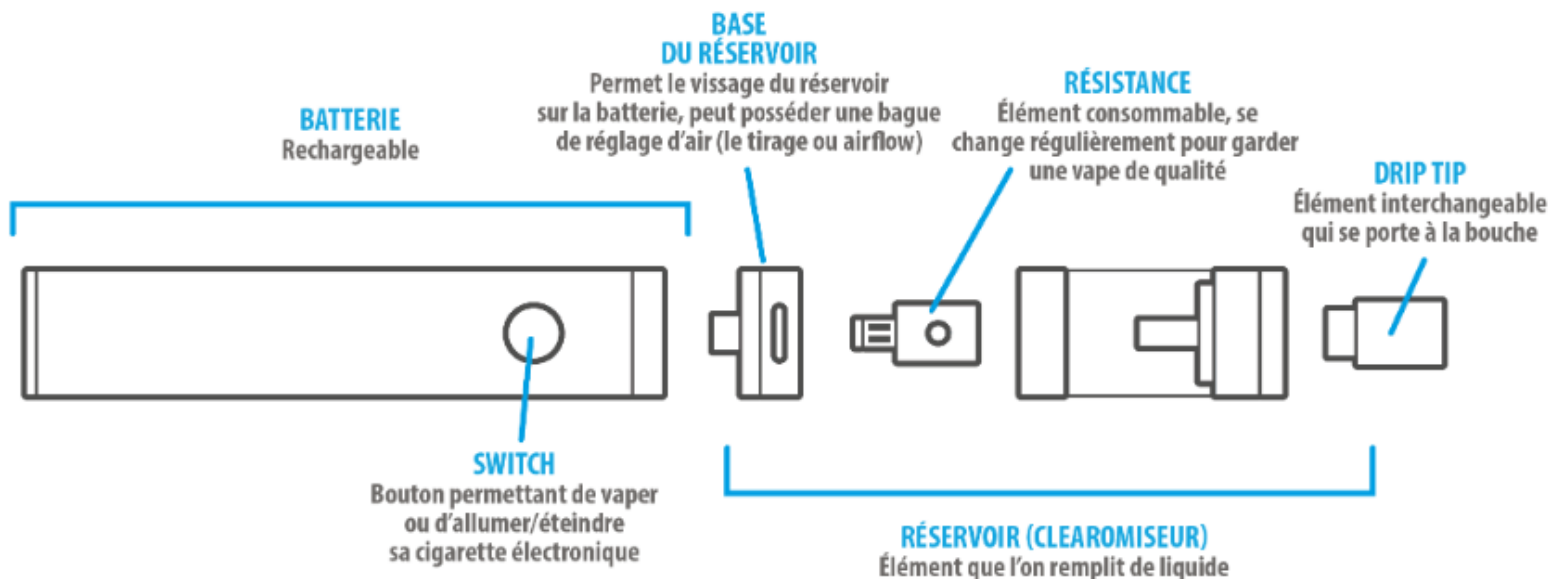 BASE
DU RÉSERVOIR
Permet le vissage du réservoir
sur la batterie, peut posséder une bague
de réglage d'air (le tirage ou airflow)
RÉSISTANCE
Élément consommable, se
change régulièrement pour garder
une vape de qualité
BATTERIE
Rechargeable
DRIP TIP
Élément interchangeable
qui se porte à la bouche
SWITCH
Bouton permettant de vaper
ou d'allumer/éteindre
sa cigarette électronique
RÉSERVOIR (CLEAROMISEUR)
Élément que l'on remplit de liquide